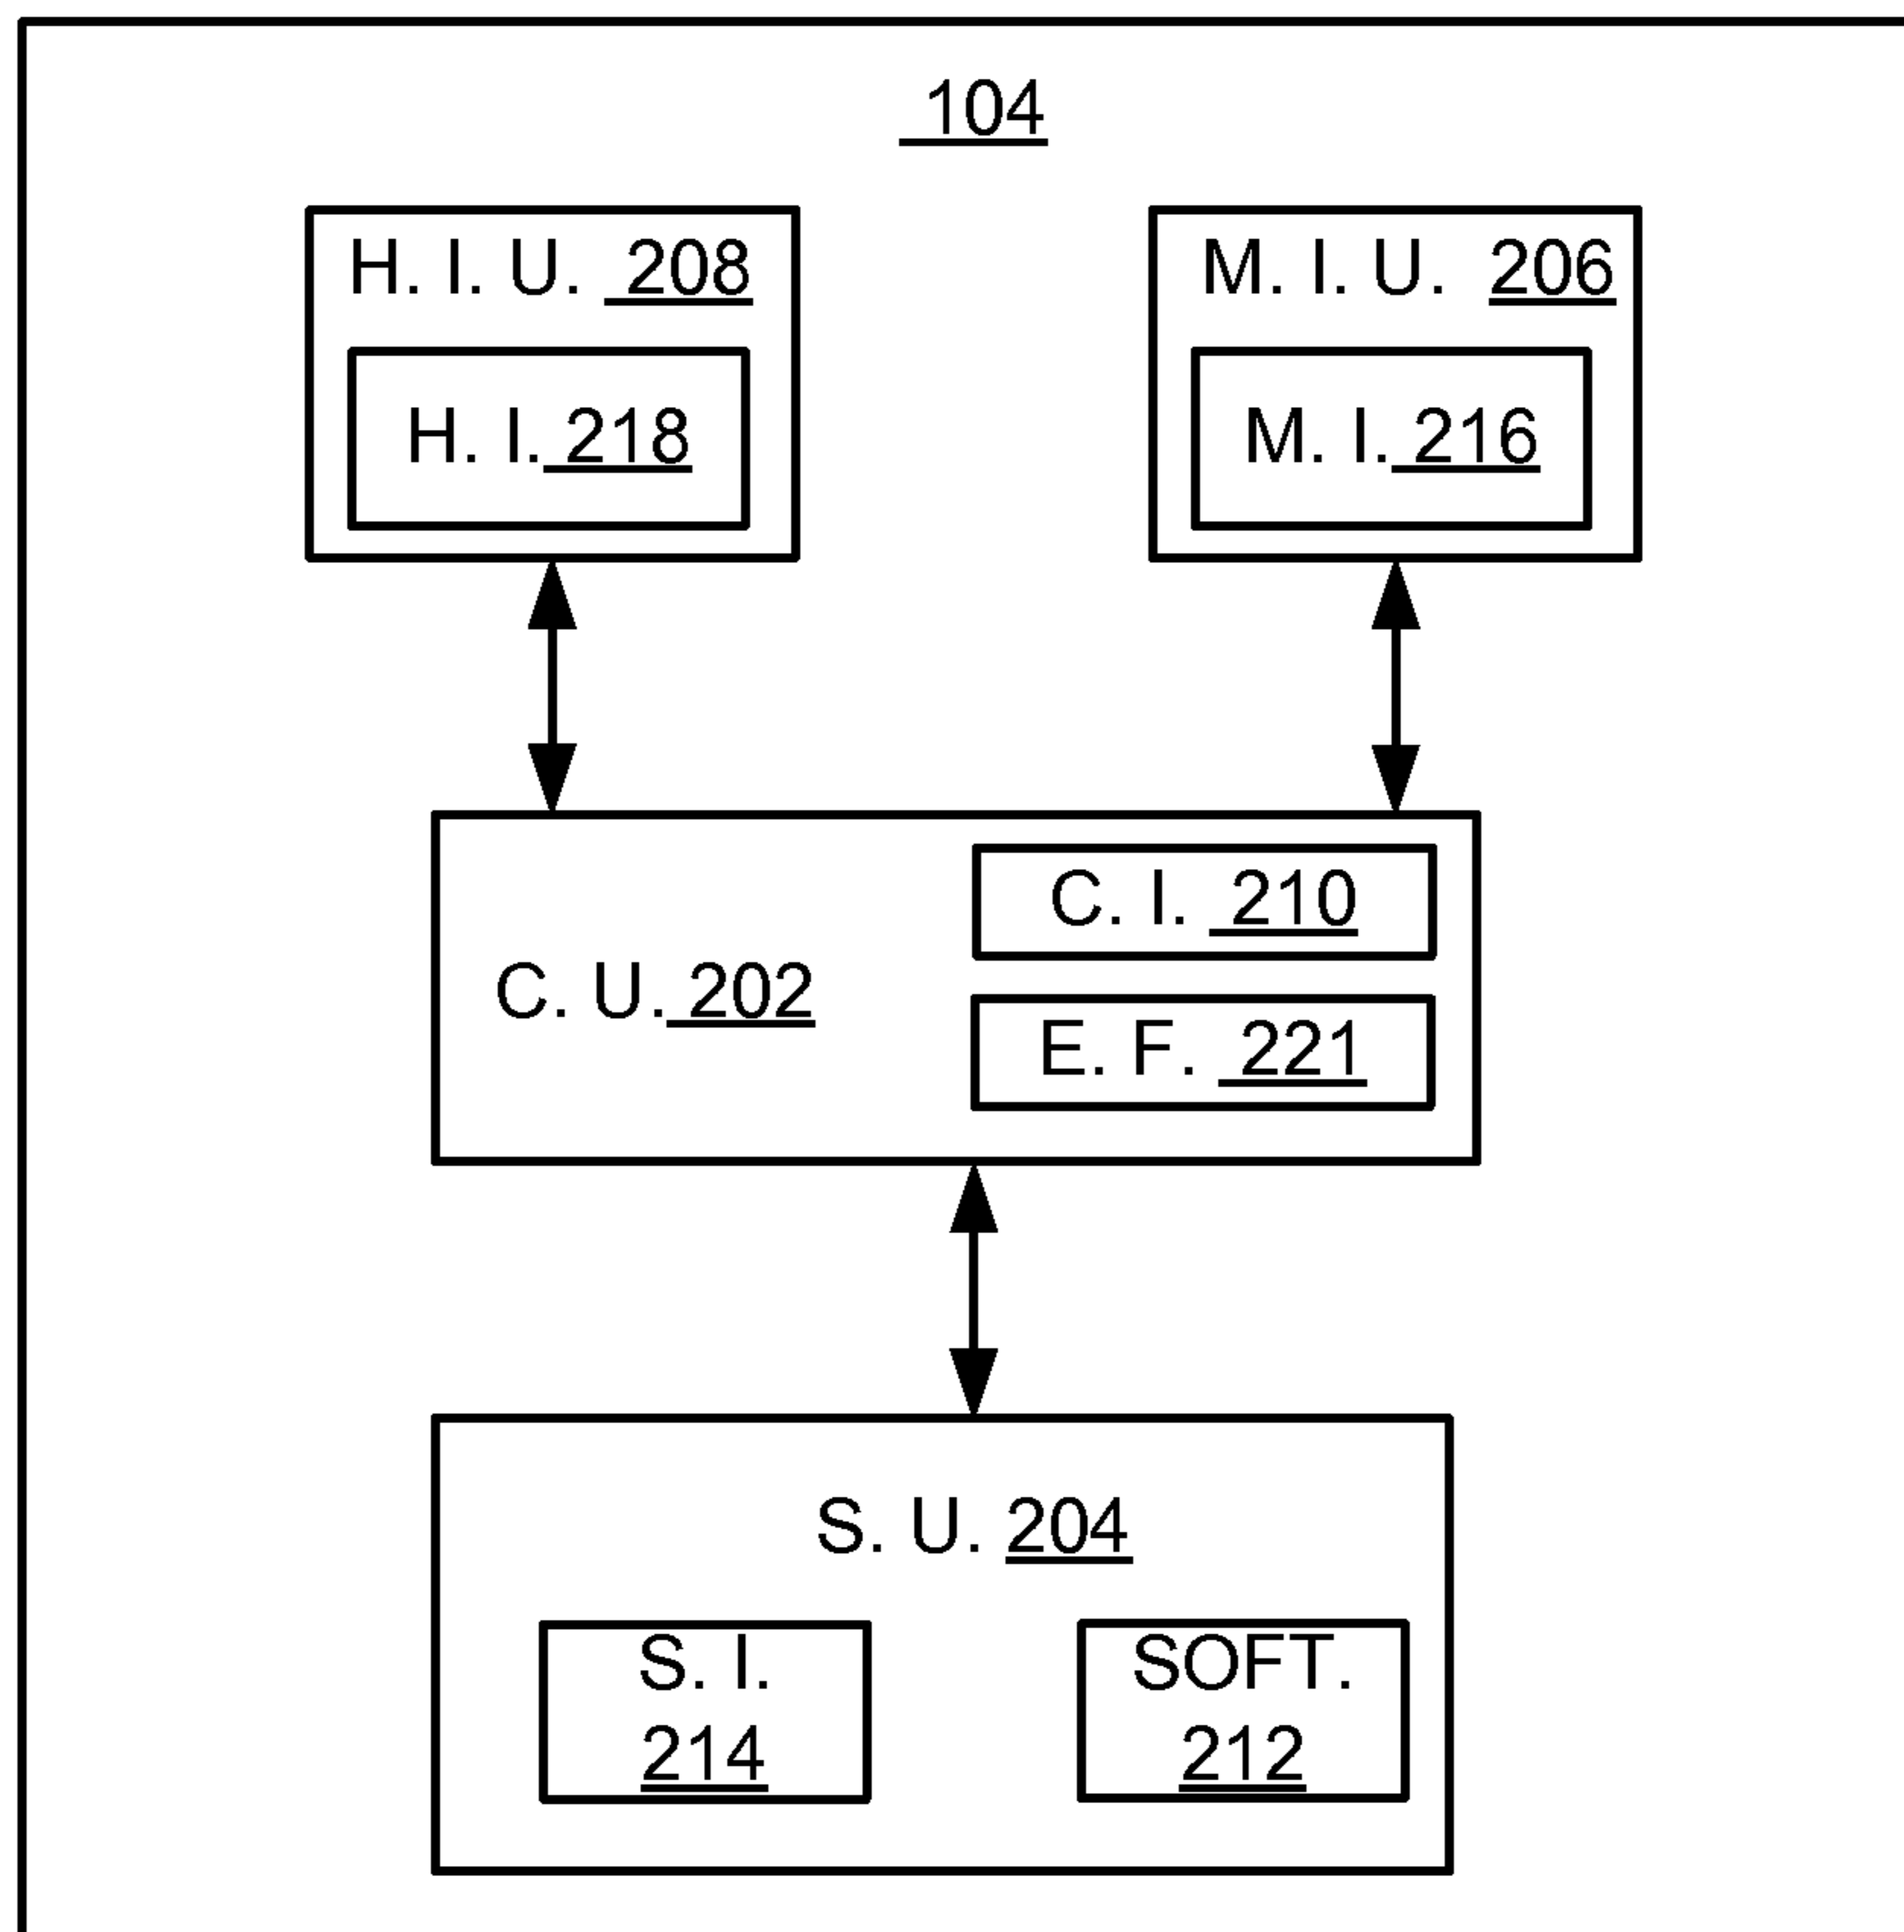 104
H. I. U. 208
M. I. U. 206
H. I. 218
M. I. 216
C. I. 210
C. U. 202
E. F. 221
S. U. 204
S. I.
214
SOFT.
212